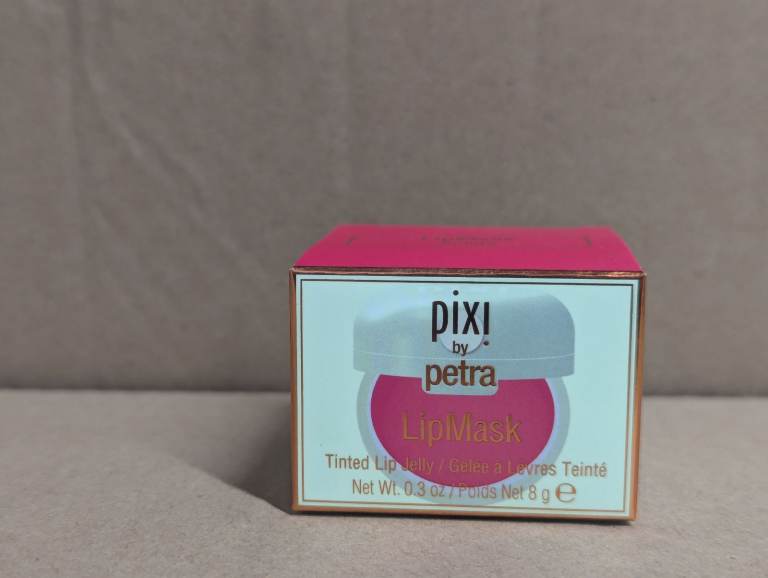 pixi
by
petra
LipMask
Tinted Lip Jelly / Gelée à Lèvres Teinté
Net Wt. 0.3 oz / Poids Net 8 g ℮